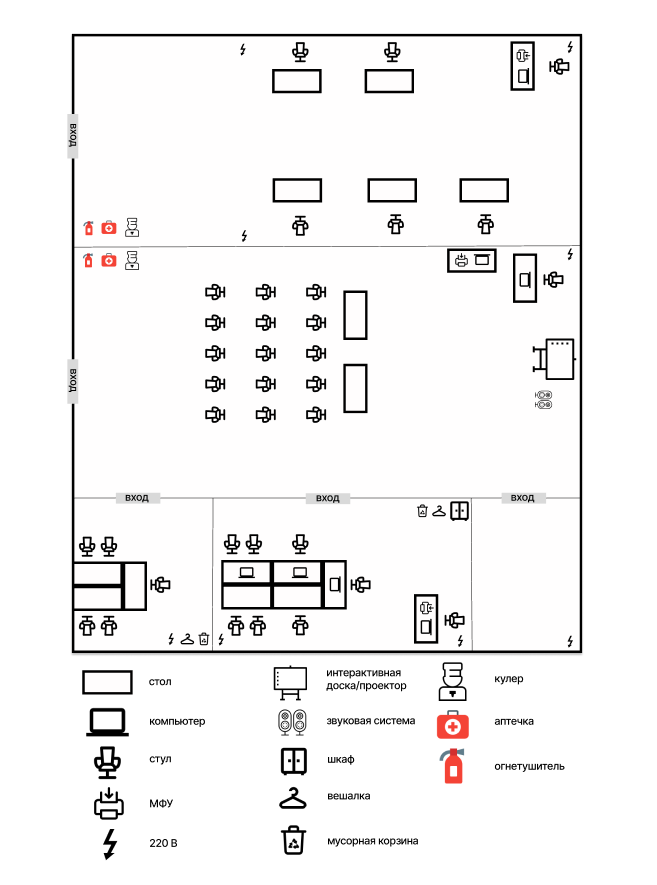 ВХОД
ВХОД
ВХОД
ВХОД
ВХОД
стол
компьютер
стул
МФУ
220 В
интерактивная
доска/проектор
звуковая система
шкаф
вешалка
мусорная корзина
кулер
аптечка
огнетушитель